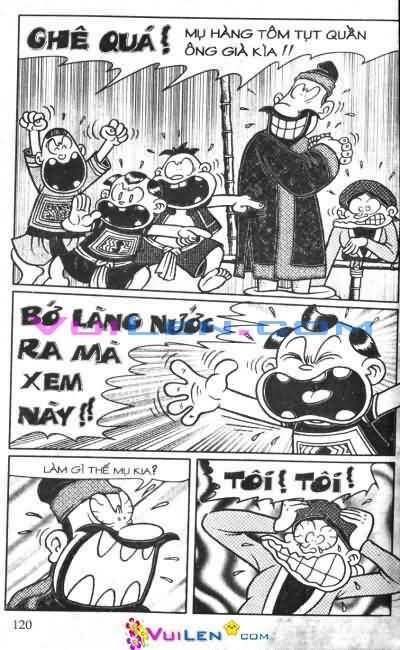 GHÊ QUÁ!
MỤ HÀNG TÔM TỤT QUẦN
ÔNG GIÀ KÌA!!
BỚ LÀNG NƯỚC
RA MÀ
XEM
NÀY!!
VUILEN.COM
LÀM GÌ THẾ MỤ KIA?
TÔI! TÔI!
120
VUILEN.COM